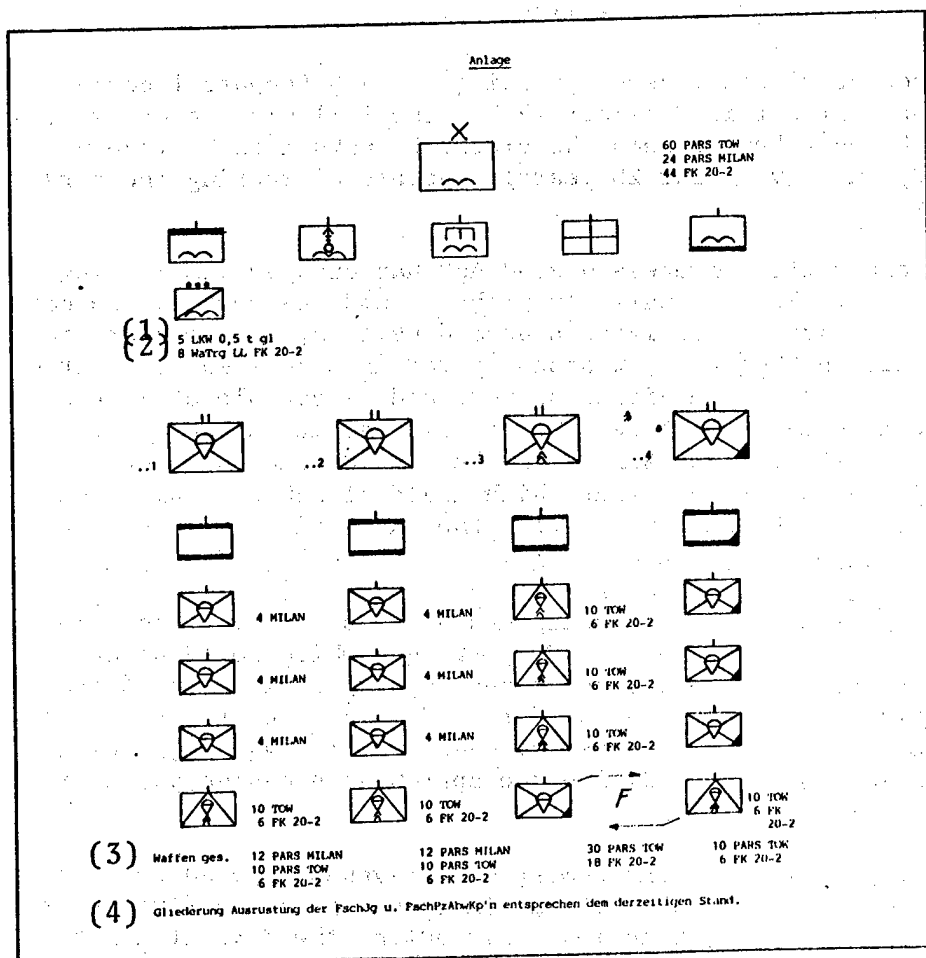 Anlage
60 PARS TOW
24 PARS MILAN
44 FK 20-2
(1) 5 LKW 0,5 t gl
(2) 8 WaTrg LL FK 20-2
..1 ..2 ..3 ..4
4 MILAN 4 MILAN 10 TOW
6 FK 20-2
4 MILAN 4 MILAN 10 TOW
6 FK 20-2
4 MILAN 4 MILAN 10 TOW
6 FK 20-2
F
10 TOW 10 TOW 10 TOW
6 FK 20-2 6 FK 20-2 6 FK
20-2
(3) Waffen ges. 12 PARS MILAN 12 PARS MILAN 30 PARS TOW 10 PARS TOW
10 PARS TOW 10 PARS TOW 18 FK 20-2 6 FK 20-2
6 FK 20-2 6 FK 20-2
(4) Gliederung Ausrustung der FschJg u. FschPzAbwKp'n entsprechen dem derzeitigen Stand.